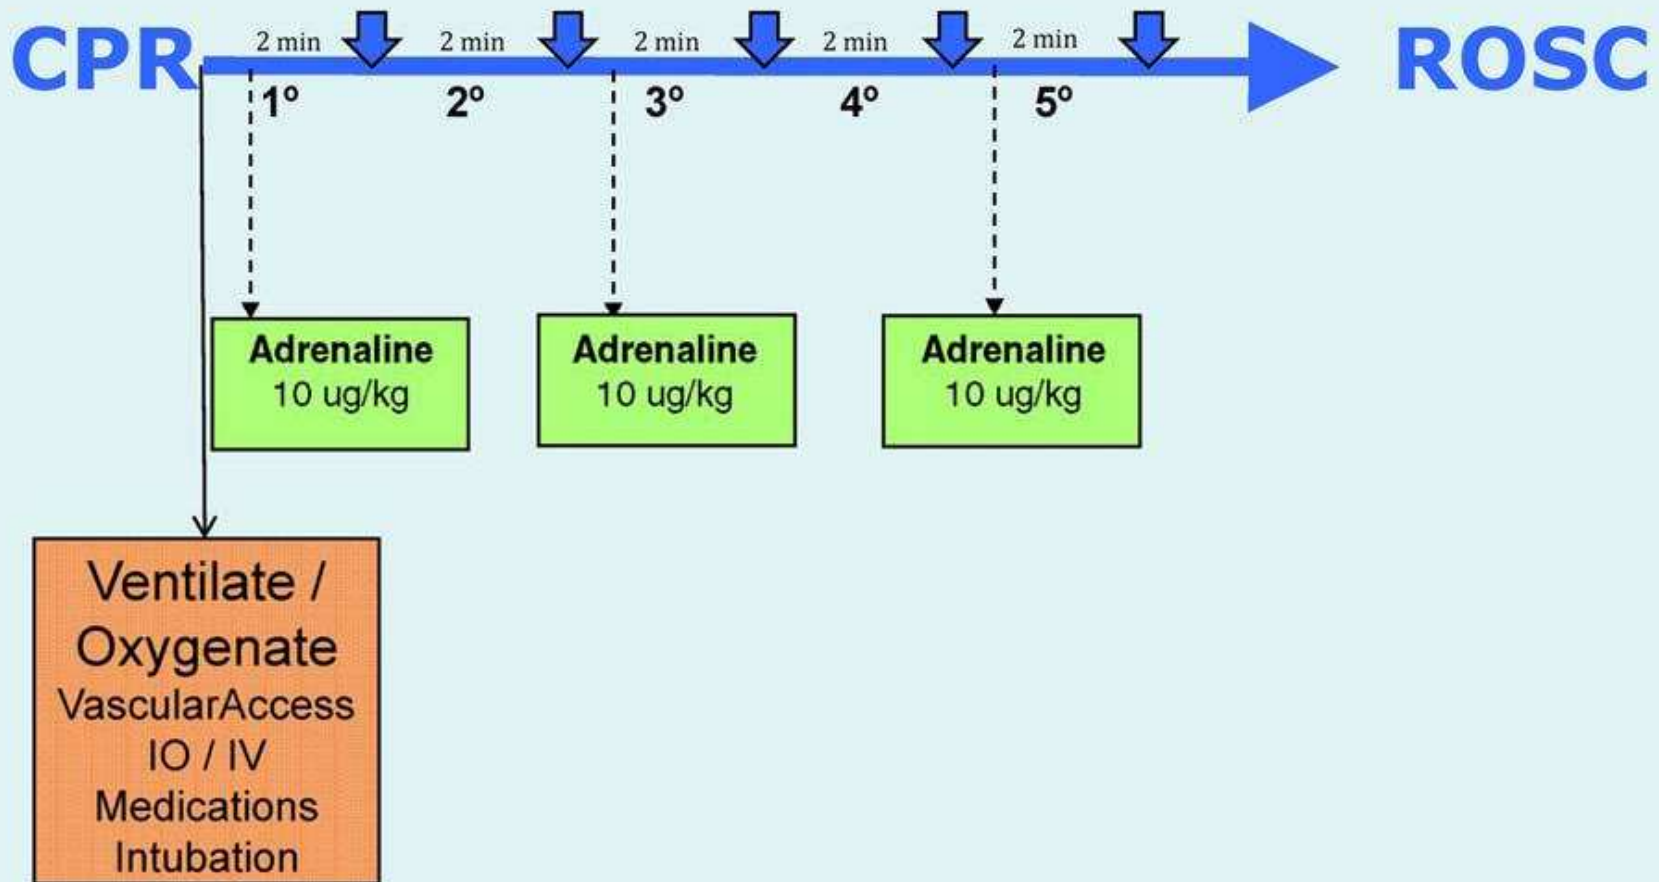 CPR
2 min
2 min
2 min
2 min
2 min
ROSC
1º
2º
3º
4º
5º
Adrenaline
10 ug/kg
Adrenaline
10 ug/kg
Adrenaline
10 ug/kg
Ventilate /
Oxygenate
VascularAccess
IO / IV
Medications
Intubation